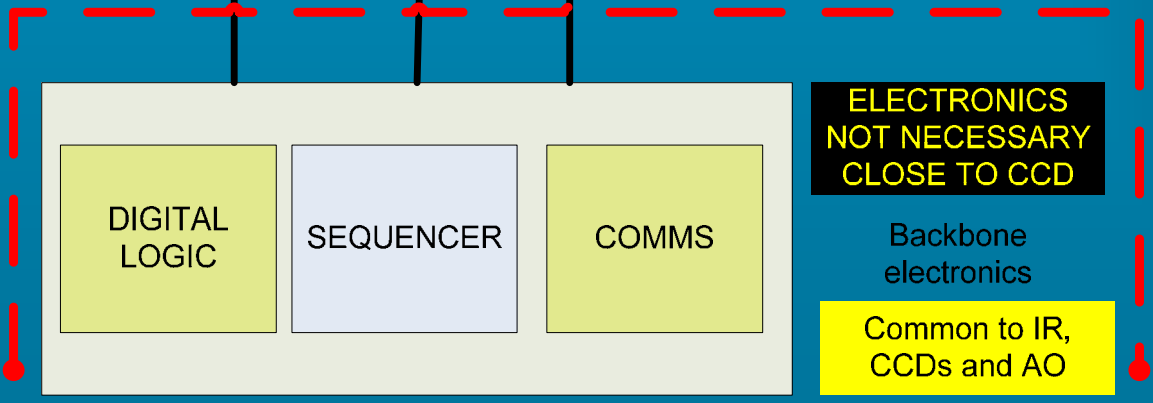 DIGITAL
LOGIC
SEQUENCER
COMMS
ELECTRONICS
NOT NECESSARY
CLOSE TO CCD
Backbone
electronics
Common to IR,
CCDs and AO